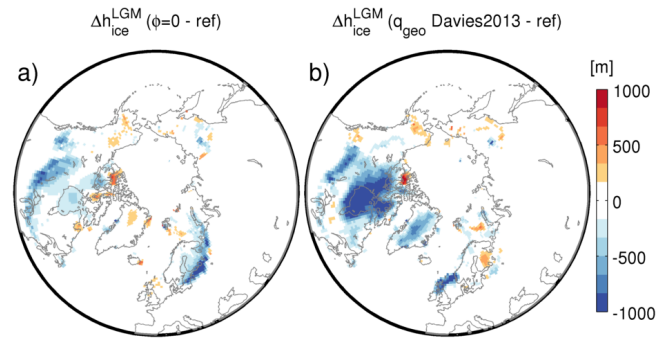 Δh_ice^LGM (ϕ=0 - ref)
Δh_ice^LGM (q_geo Davies2013 - ref)
a)
b)
[m]
1000
500
0
-500
-1000